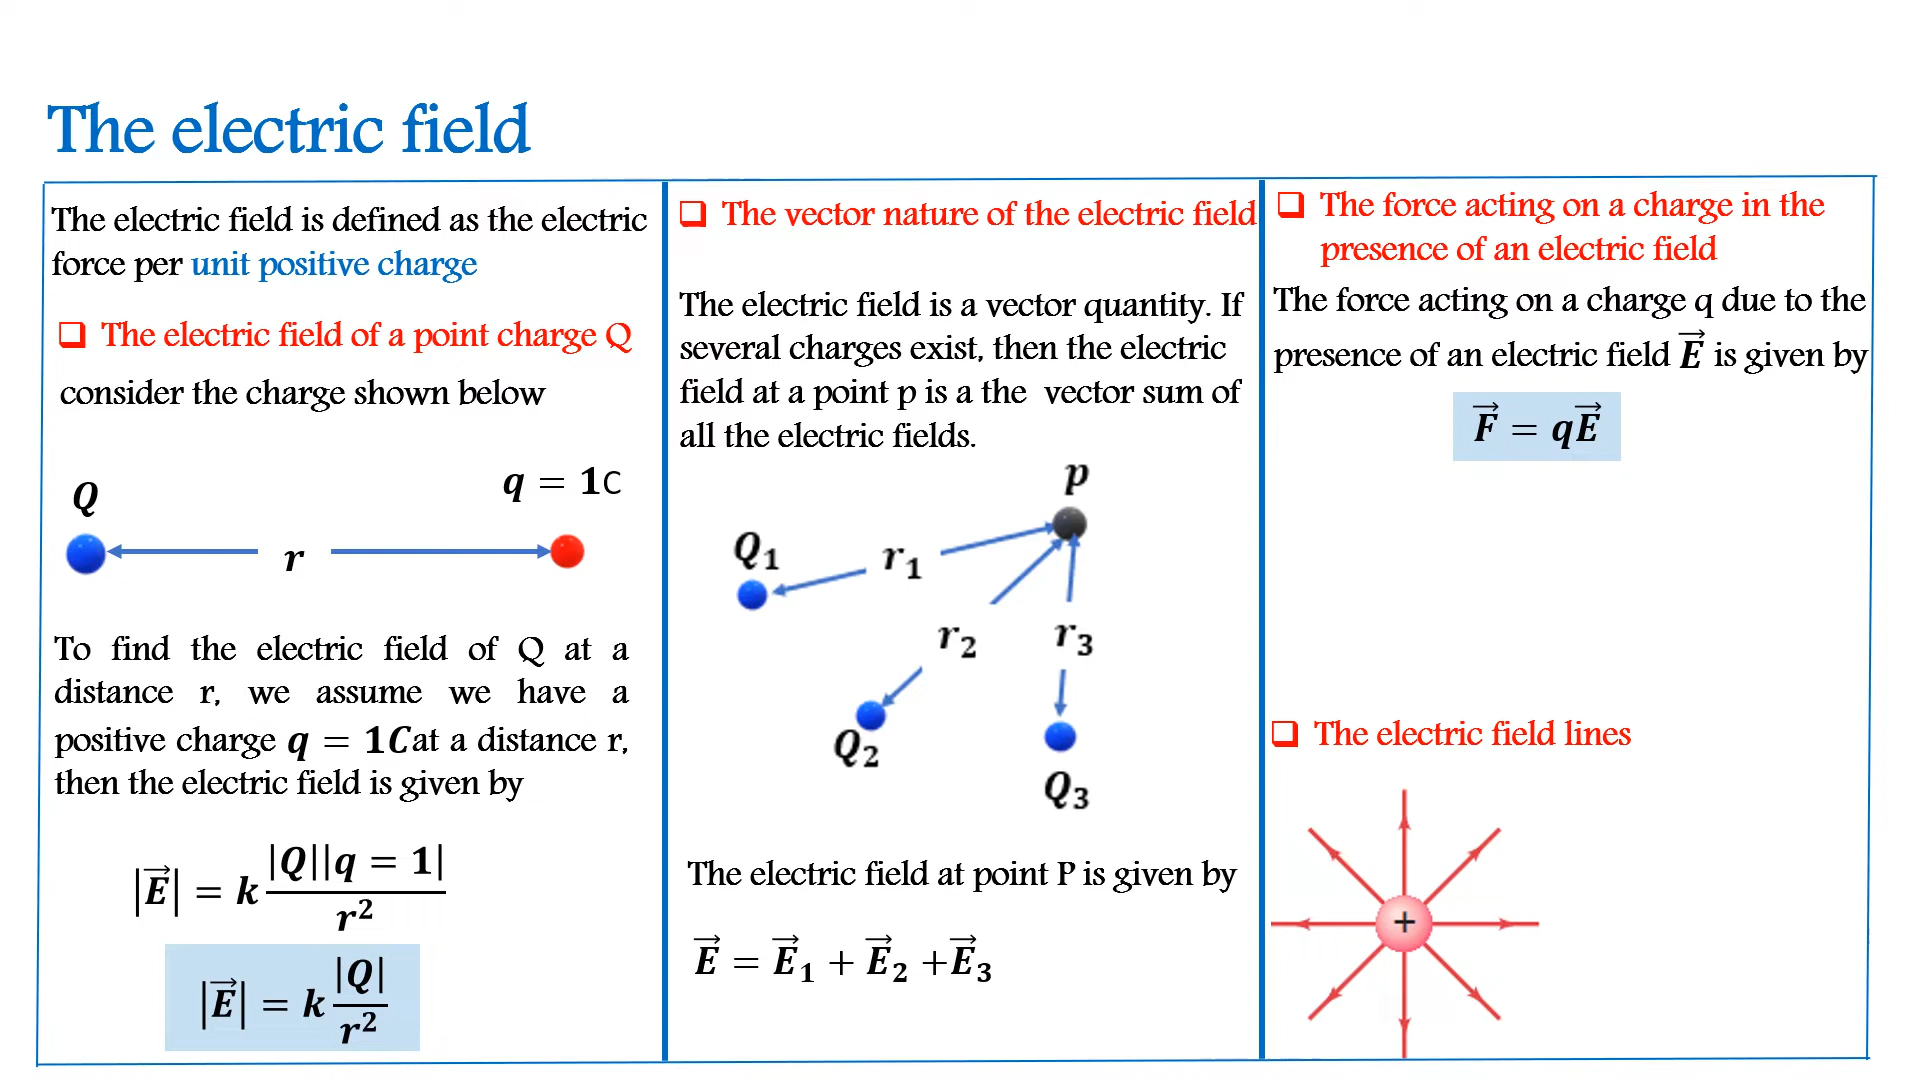 The electric field
The electric field is defined as the electric
force per unit positive charge
❑ The electric field of a point charge Q
consider the charge shown below
Q
q = 1C
r
To find the electric field of Q at a
distance r, we assume we have a
positive charge q = 1C at a distance r,
then the electric field is given by
|E⃗| = k |Q||q = 1| / r²
|E⃗| = k |Q| / r²
❑ The vector nature of the electric field
The electric field is a vector quantity. If
several charges exist, then the electric
field at a point p is a the vector sum of
all the electric fields.
p
Q₁
r₁
r₂
r₃
Q₂
Q₃
The electric field at point P is given by
E⃗ = E⃗₁ + E⃗₂ + E⃗₃
❑ The force acting on a charge in the
presence of an electric field
The force acting on a charge q due to the
presence of an electric field E⃗ is given by
F⃗ = qE⃗
❑ The electric field lines
+